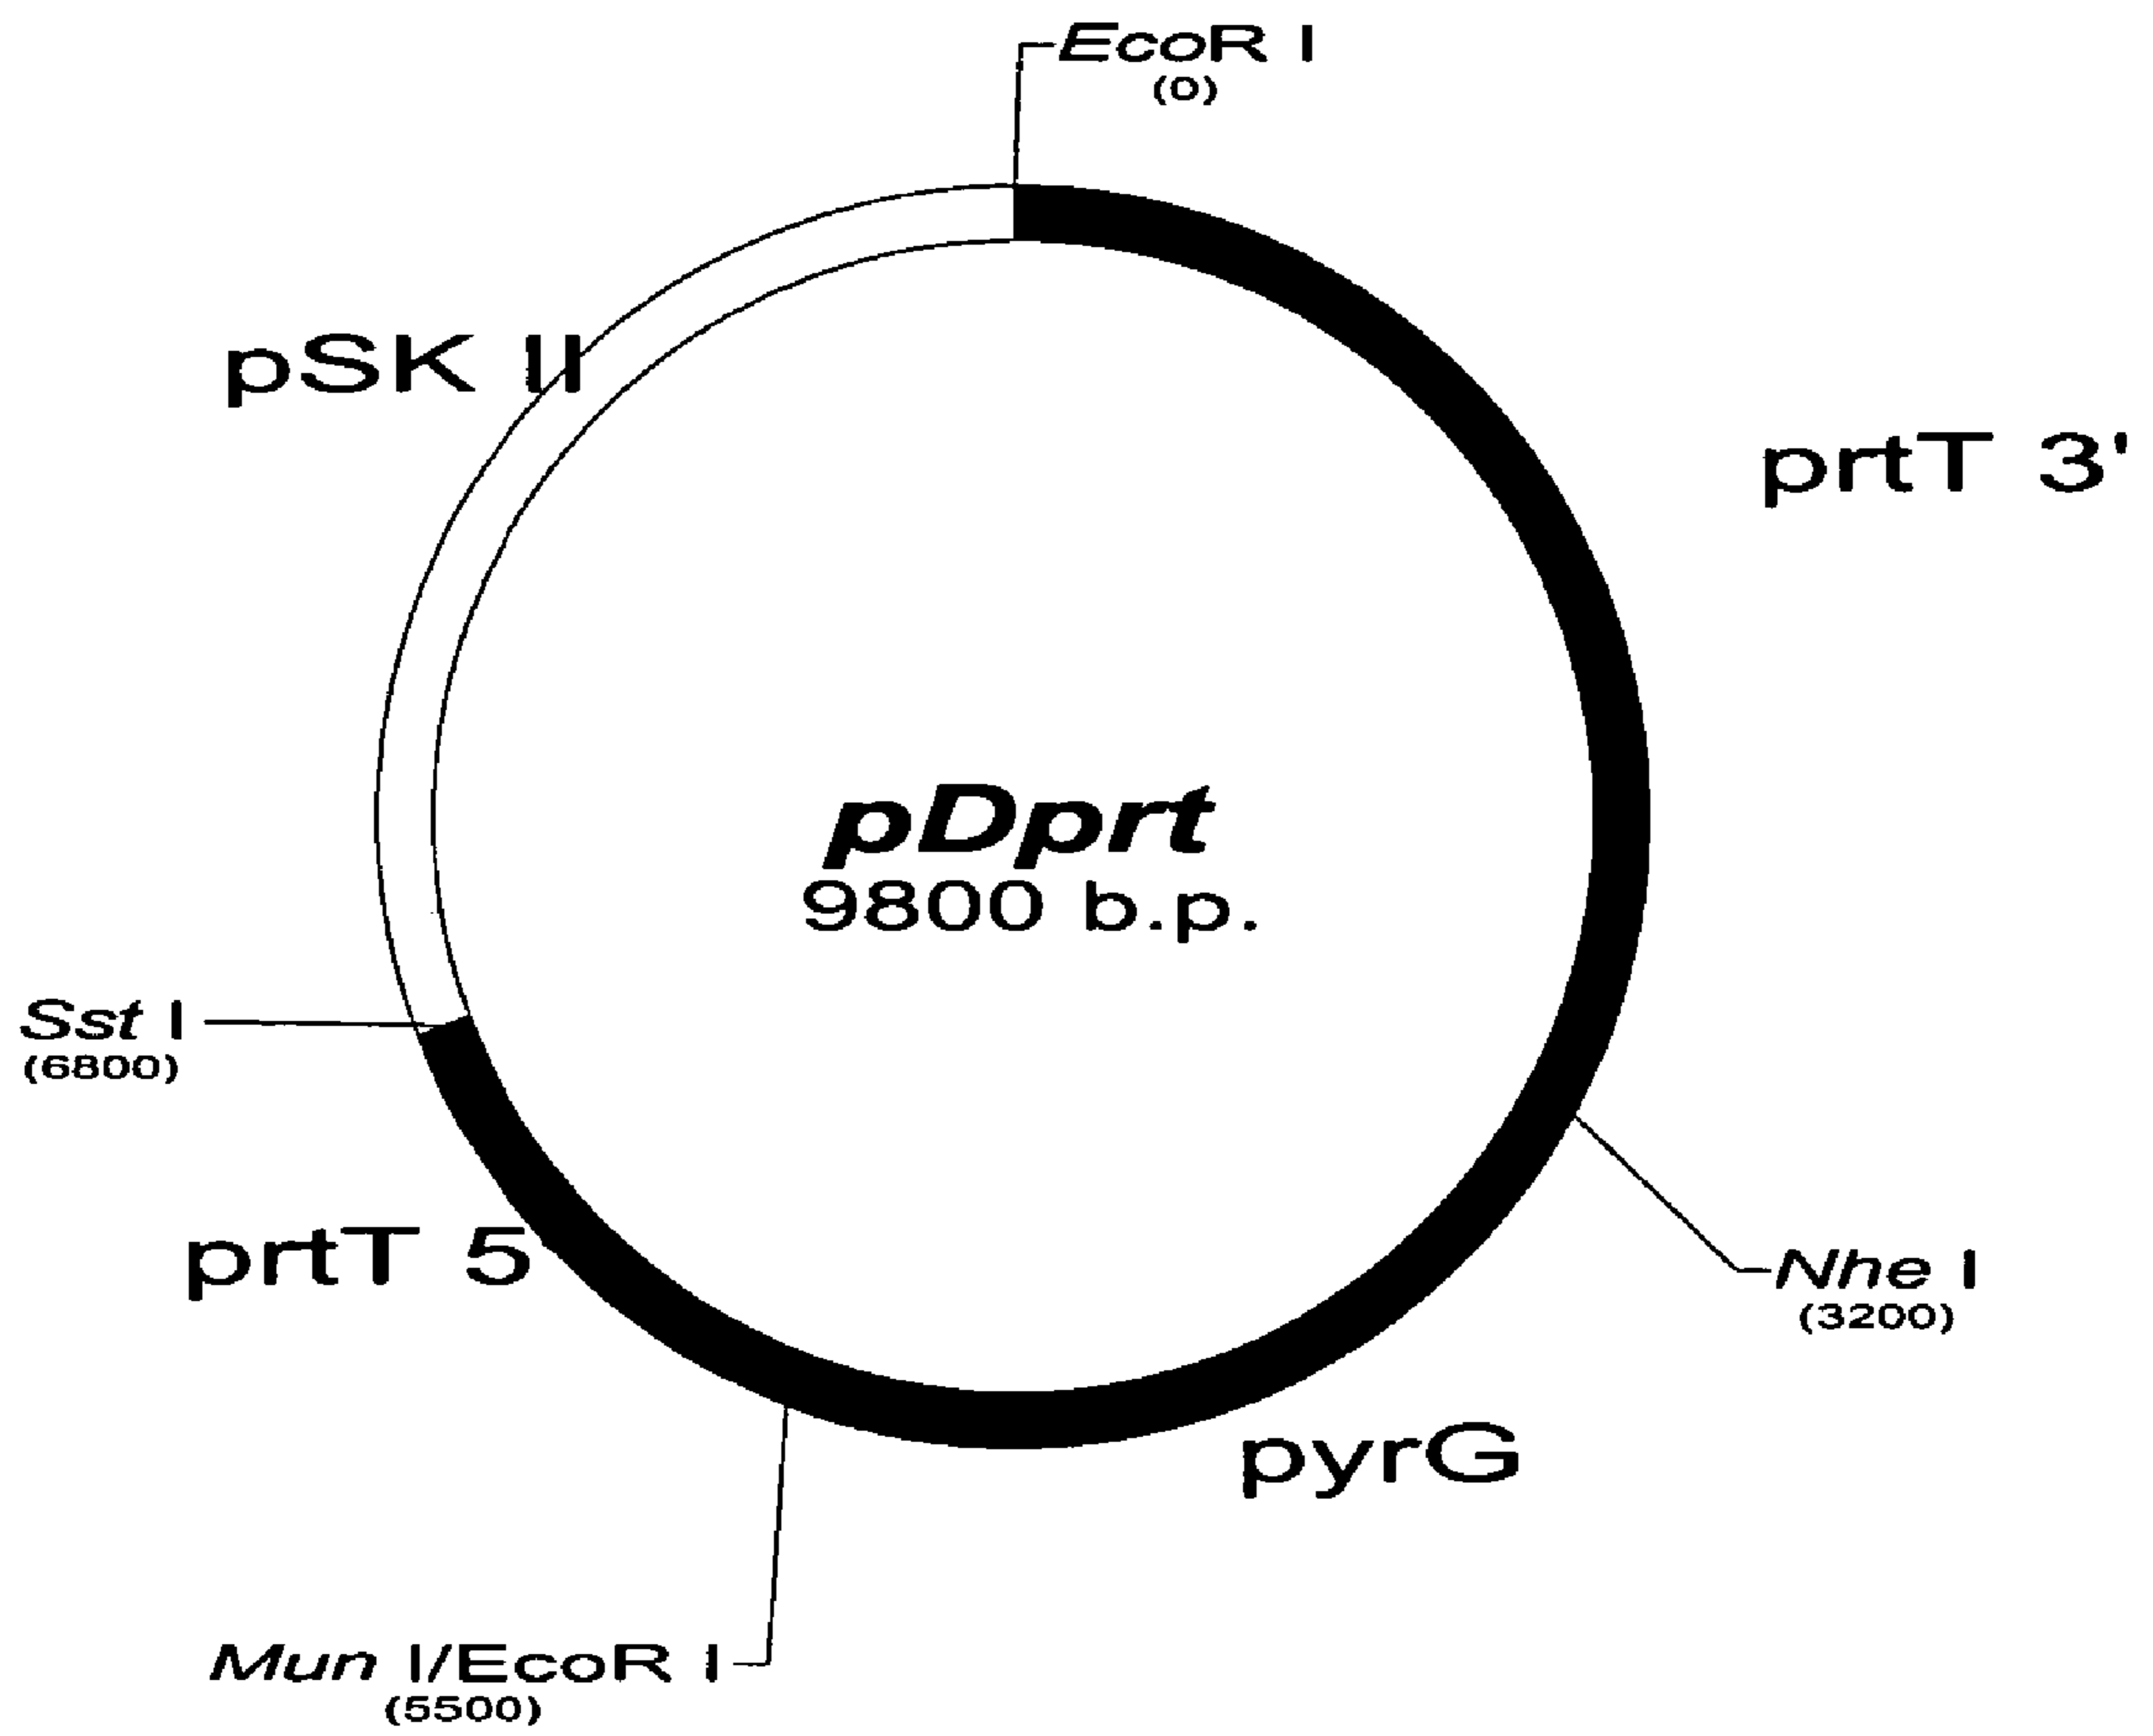 EcoR I
(0)
pSK II
prtT 3'
pDprt
9800 b.p.
Sst I
(6800)
prtT 5
Nhe I
(3200)
pyrG
Mun I/EcoR I
(5500)